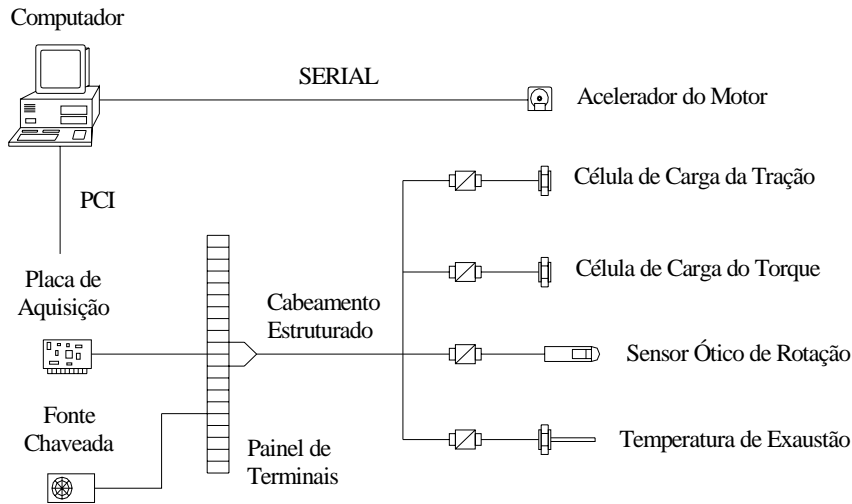 Computador
SERIAL
Acelerador do Motor
PCI
Célula de Carga da Tração
Placa de
Aquisição
Cabeamento
Estruturado
Célula de Carga do Torque
Sensor Ótico de Rotação
Fonte
Chaveada
Painel de
Terminais
Temperatura de Exaustão